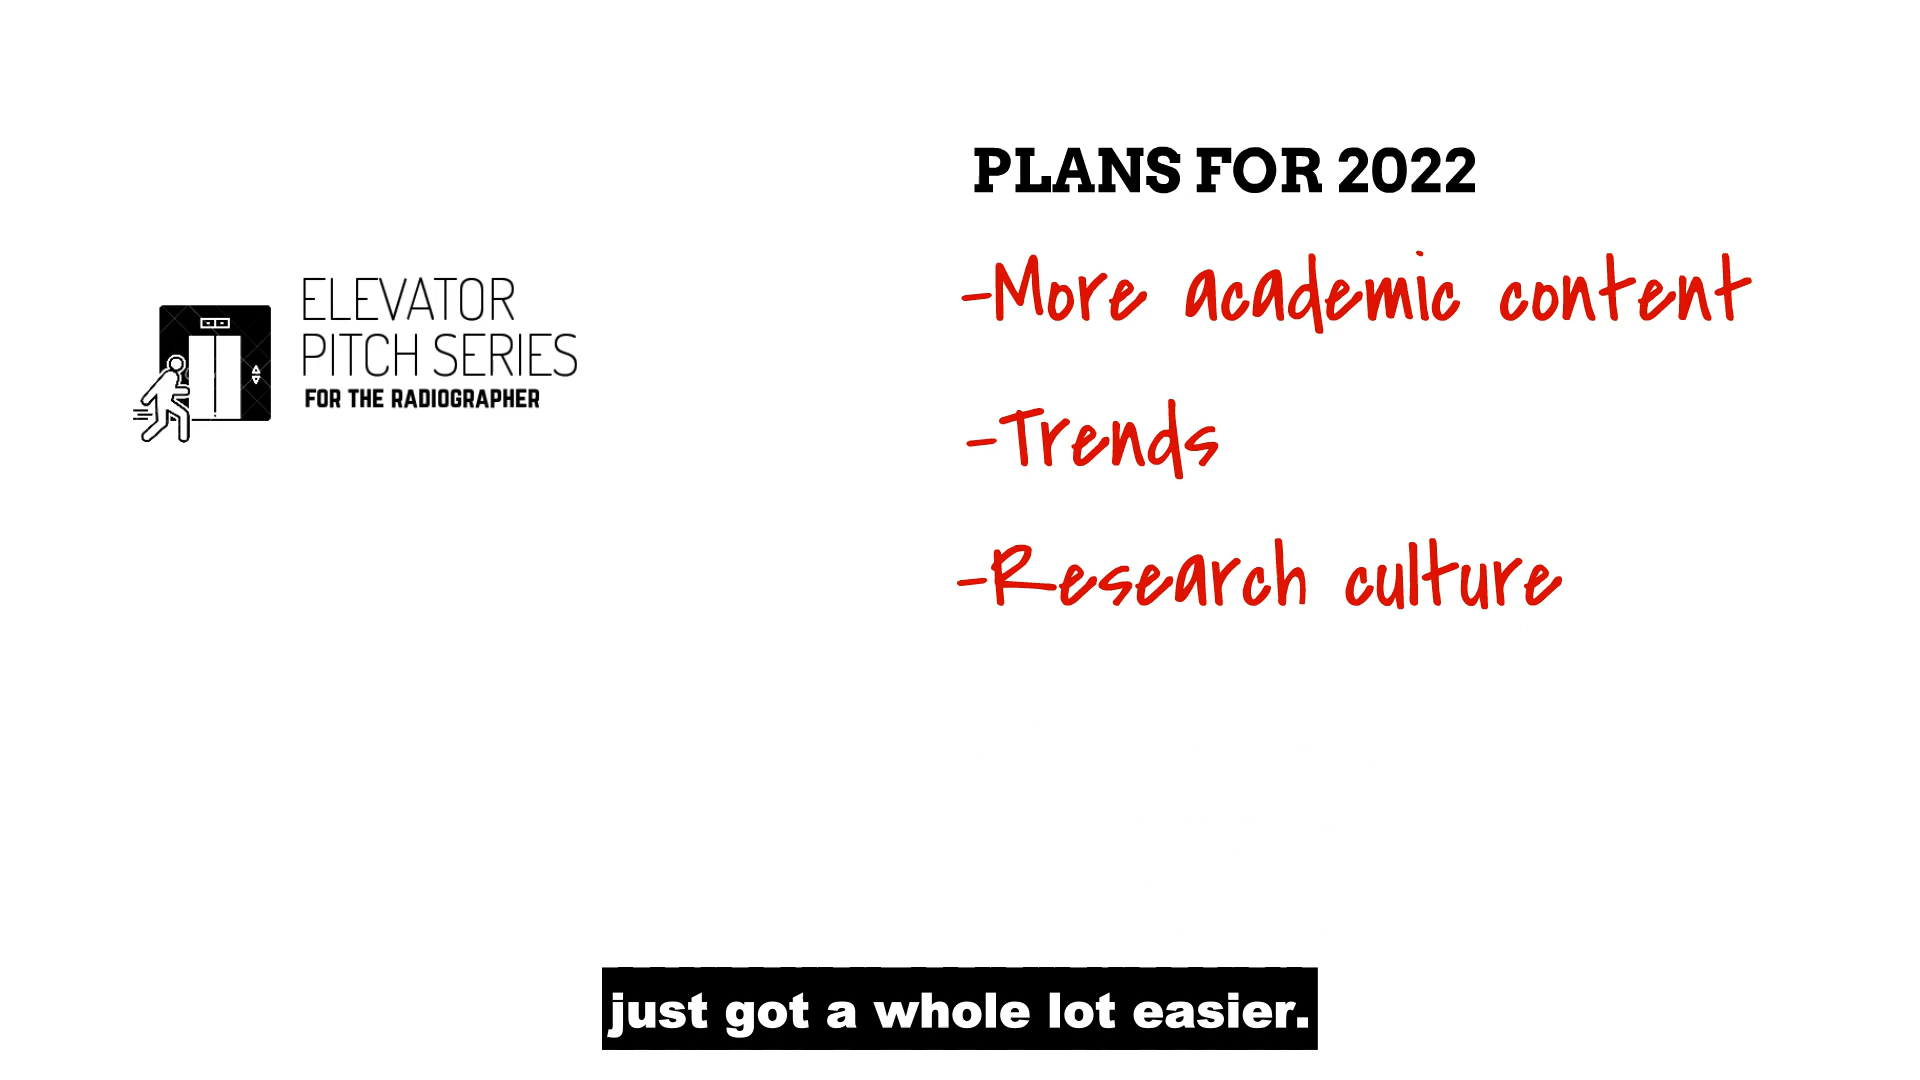 ELEVATOR
PITCH SERIES
FOR THE RADIOGRAPHER
PLANS FOR 2022
-More academic content
-Trends
-Research culture
just got a whole lot easier.